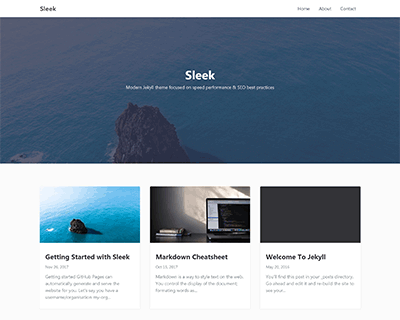 Sleek
Home About Contact
Sleek
Modern Jekyll theme focused on speed performance & SEO best practices
Getting Started with Sleek
Nov 30, 2017
Getting started GitHub Pages can
automatically generate and serve the
website for you. Let's say you have a
username/organisation my-org..
Markdown Cheatsheet
Oct 12, 2017
Markdown is a way to style text on the web.
You control the display of the document;
formating words as...
Welcome To Jekyll
May 20, 2016
You'll find this post in your _posts directory.
Go ahead and edit it and re-build the site to
see your...